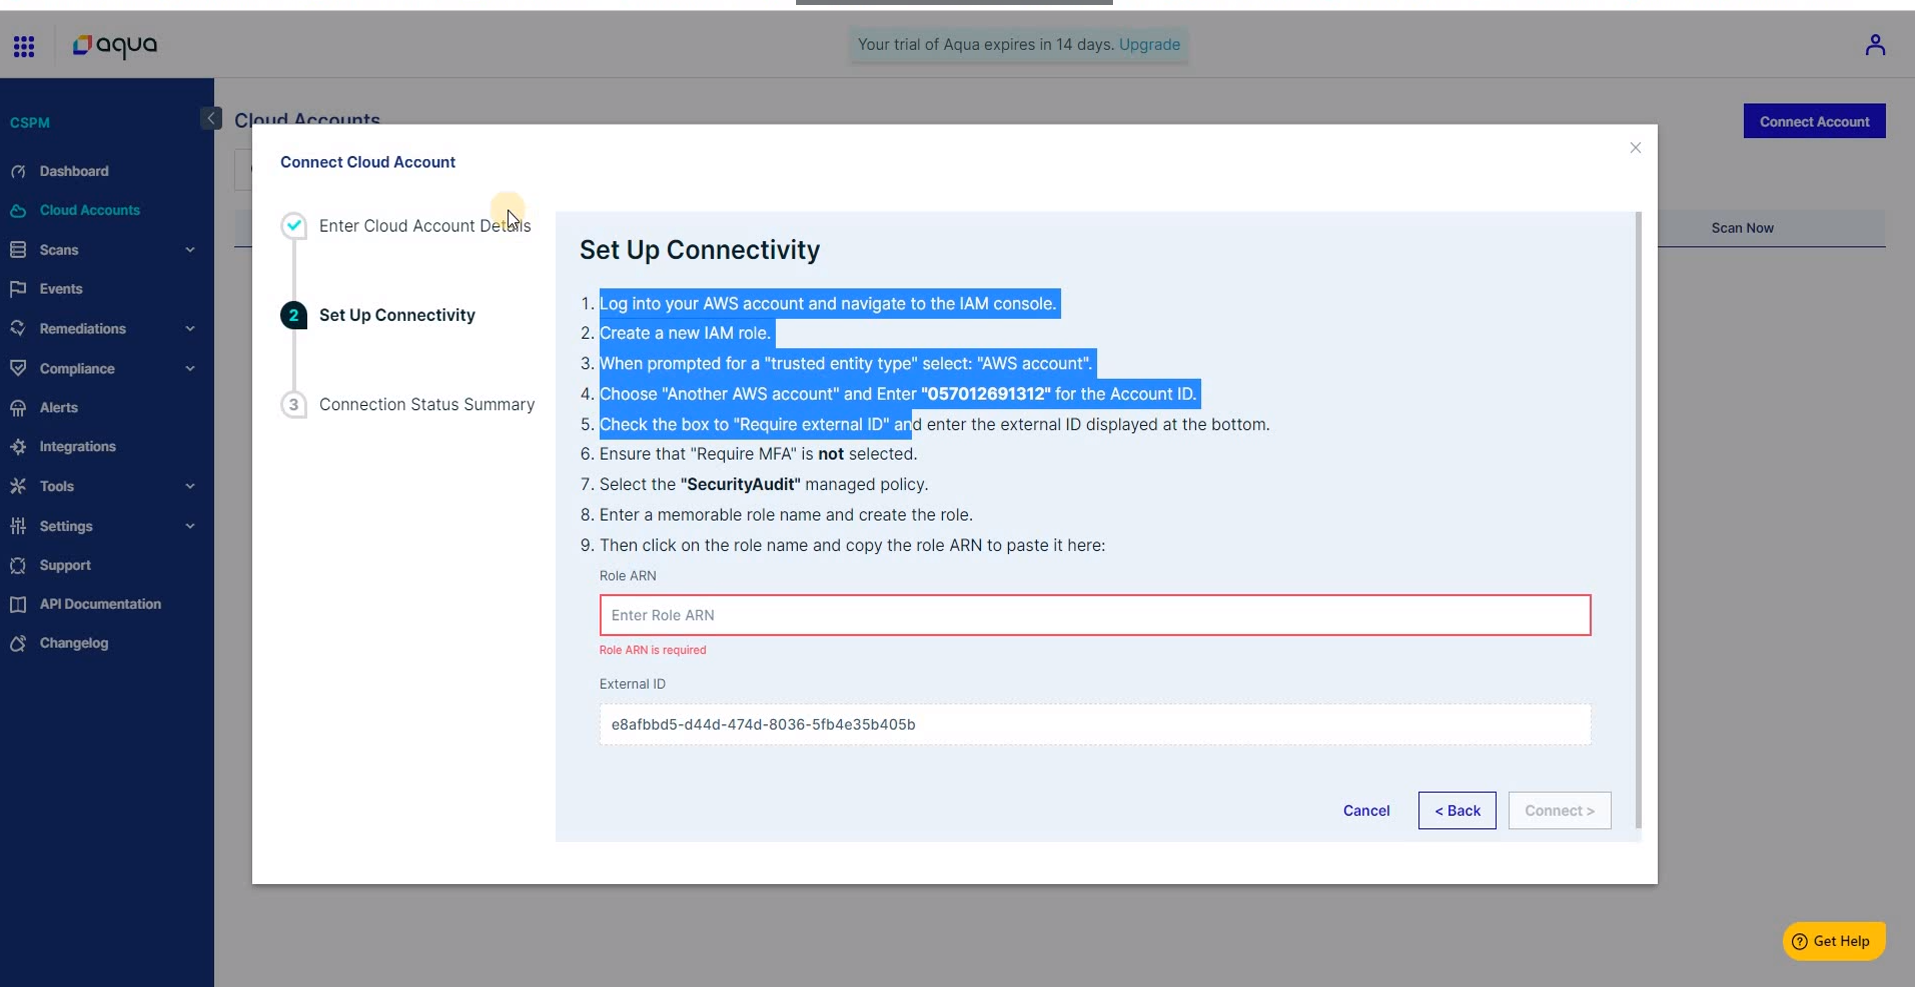 aqua
Your trial of Aqua expires in 14 days. Upgrade
CSPM
Cloud Accounts
Connect Account
Connect Cloud Account
Dashboard
Cloud Accounts
Scans
Events
Remediations
Compliance
Alerts
Integrations
Tools
Settings
Support
API Documentation
Changelog
Enter Cloud Account Details
2 Set Up Connectivity
3 Connection Status Summary
Scan Now
Set Up Connectivity
1. Log into your AWS account and navigate to the IAM console.
2. Create a new IAM role.
3. When prompted for a "trusted entity type" select: "AWS account".
4. Choose "Another AWS account" and Enter "057012691312" for the Account ID.
5. Check the box to "Require external ID" and enter the external ID displayed at the bottom.
6. Ensure that "Require MFA" is not selected.
7. Select the "SecurityAudit" managed policy.
8. Enter a memorable role name and create the role.
9. Then click on the role name and copy the role ARN to paste it here:
Role ARN
Enter Role ARN
Role ARN is required
External ID
e8afbbd5-d44d-474d-8036-5fb4e35b405b
Cancel
< Back
Connect >
Get Help